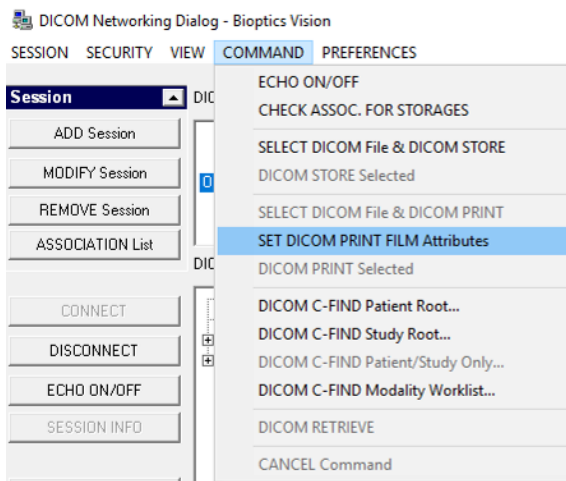 DICOM Networking Dialog - Bioptics Vision
SESSION SECURITY VIEW COMMAND PREFERENCES
Session
ADD Session
MODIFY Session
REMOVE Session
ASSOCIATION List
CONNECT
DISCONNECT
ECHO ON/OFF
SESSION INFO
DIC
0
DIC
ECHO ON/OFF
CHECK ASSOC. FOR STORAGES
SELECT DICOM File & DICOM STORE
DICOM STORE Selected
SELECT DICOM File & DICOM PRINT
SET DICOM PRINT FILM Attributes
DICOM PRINT Selected
DICOM C-FIND Patient Root...
DICOM C-FIND Study Root...
DICOM C-FIND Patient/Study Only...
DICOM C-FIND Modality Worklist...
DICOM RETRIEVE
CANCEL Command